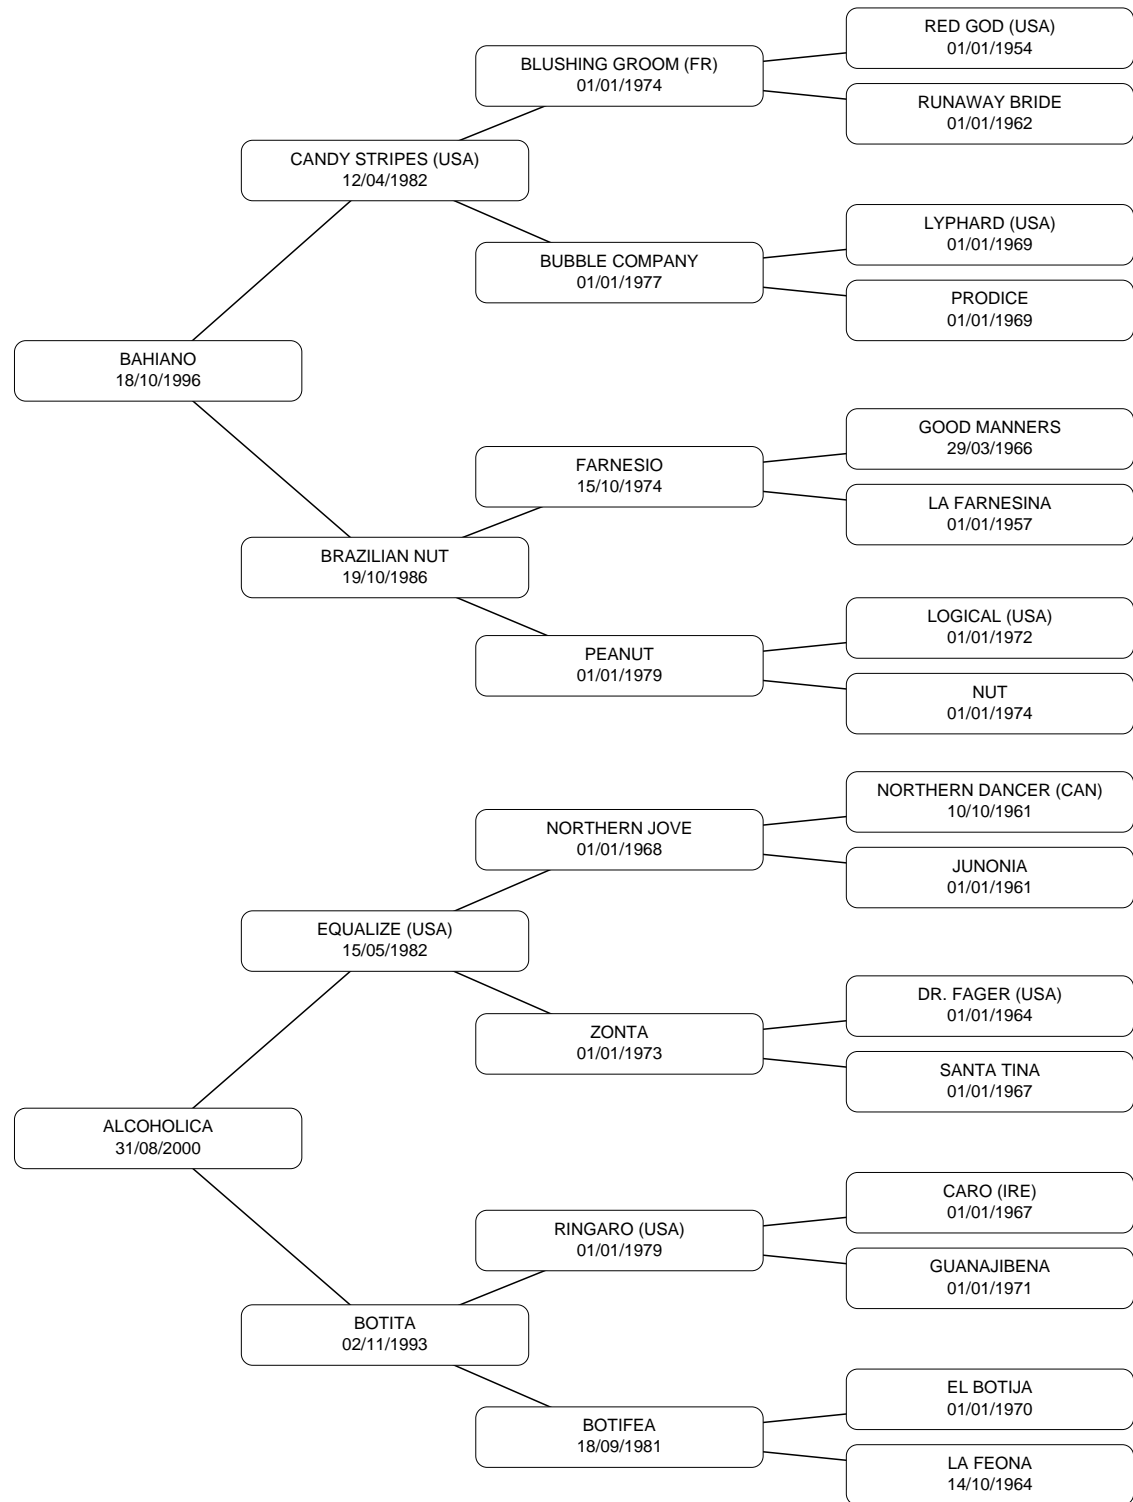 RED GOD (USA)
01/01/1954
BLUSHING GROOM (FR)
01/01/1974
RUNAWAY BRIDE
01/01/1962
CANDY STRIPES (USA)
12/04/1982
LYPHARD (USA)
01/01/1969
BUBBLE COMPANY
01/01/1977
PRODICE
01/01/1969
BAHIANO
18/10/1996
GOOD MANNERS
29/03/1966
FARNESIO
15/10/1974
LA FARNESINA
01/01/1957
BRAZILIAN NUT
19/10/1986
LOGICAL (USA)
01/01/1972
PEANUT
01/01/1979
NUT
01/01/1974
NORTHERN DANCER (CAN)
10/10/1961
NORTHERN JOVE
01/01/1968
JUNONIA
01/01/1961
EQUALIZE (USA)
15/05/1982
DR. FAGER (USA)
01/01/1964
ZONTA
01/01/1973
SANTA TINA
01/01/1967
ALCOHOLICA
31/08/2000
CARO (IRE)
01/01/1967
RINGARO (USA)
01/01/1979
GUANAJIBENA
01/01/1971
BOTITA
02/11/1993
EL BOTIJA
01/01/1970
BOTIFEA
18/09/1981
LA FEONA
14/10/1964